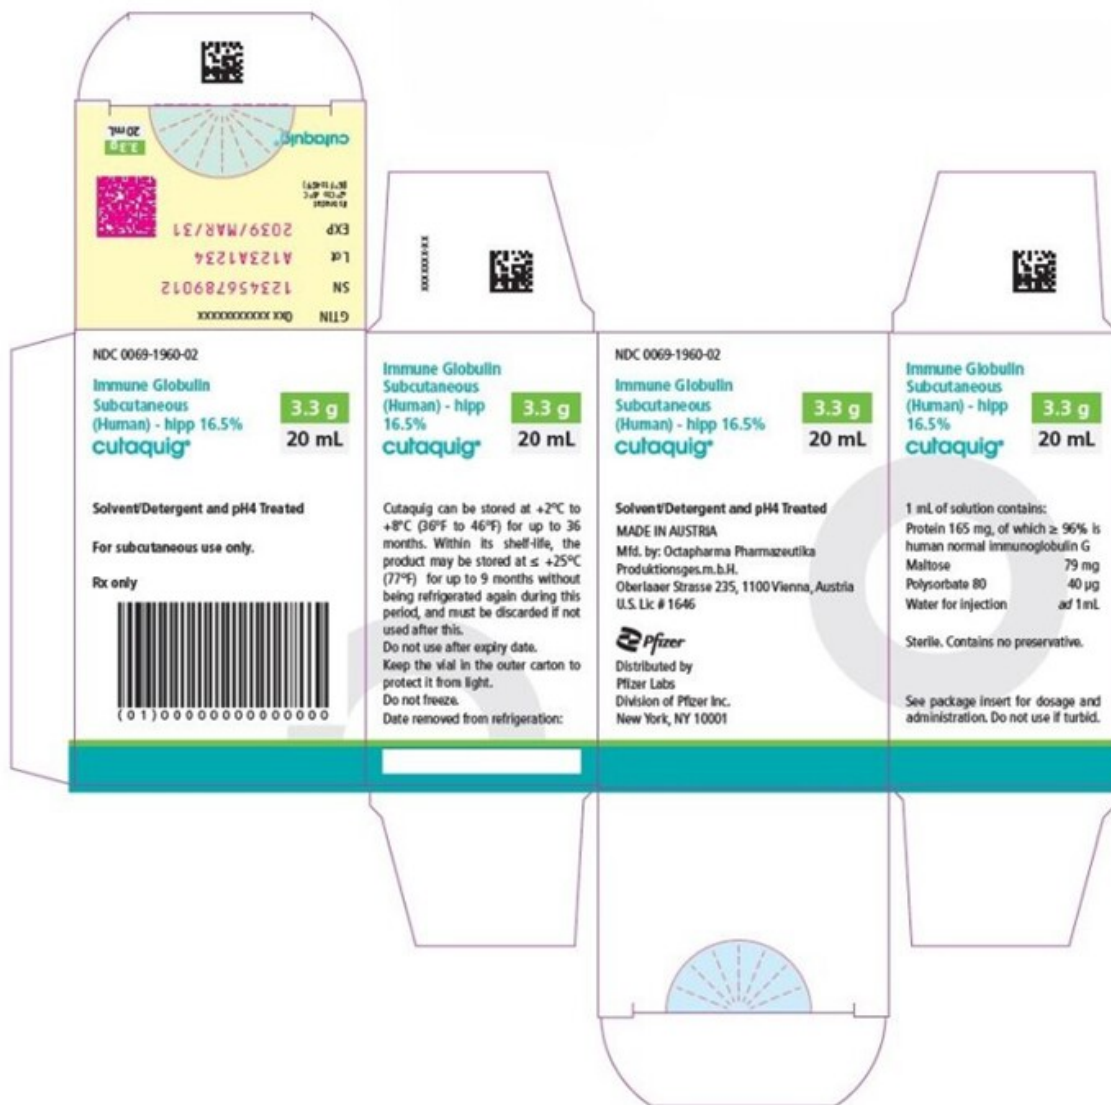 cutaquig®
3.3 g
20 mL
EXP 2039/MAR/31
Lot A123A1234
SN 123456789012
GTIN 0xx xxxxxxxxxxx
NDC 0069-1960-02
Immune Globulin
Subcutaneous
(Human) - hipp 16.5%
cutaquig®
3.3 g
20 mL
Solvent/Detergent and pH4 Treated
For subcutaneous use only.
Rx only
(01)00000000000000
Immune Globulin
Subcutaneous
(Human) - hipp
16.5%
cutaquig®
3.3 g
20 mL
Cutaquig can be stored at +2°C to
+8°C (36°F to 46°F) for up to 36
months. Within its shelf-life, the
product may be stored at ≤ +25°C
(77°F) for up to 9 months without
being refrigerated again during this
period, and must be discarded if not
used after this.
Do not use after expiry date.
Keep the vial in the outer carton to
protect it from light.
Do not freeze.
Date removed from refrigeration:
NDC 0069-1960-02
Immune Globulin
Subcutaneous
(Human) - hipp 16.5%
cutaquig®
3.3 g
20 mL
Solvent/Detergent and pH4 Treated
MADE IN AUSTRIA
Mfd. by: Octapharma Pharmazeutika
Produktionsges.m.b.H.
Oberlaaer Strasse 235, 1100 Vienna, Austria
U.S. Lic # 1646
Pfizer
Distributed by
Pfizer Labs
Division of Pfizer Inc.
New York, NY 10001
Immune Globulin
Subcutaneous
(Human) - hipp
16.5%
cutaquig®
3.3 g
20 mL
1 mL of solution contains:
Protein 165 mg, of which ≥ 96% is
human normal immunoglobulin G
Maltose 79 mg
Polysorbate 80 40 µg
Water for injection ad 1mL
Sterile. Contains no preservative.
See package insert for dosage and
administration. Do not use if turbid.